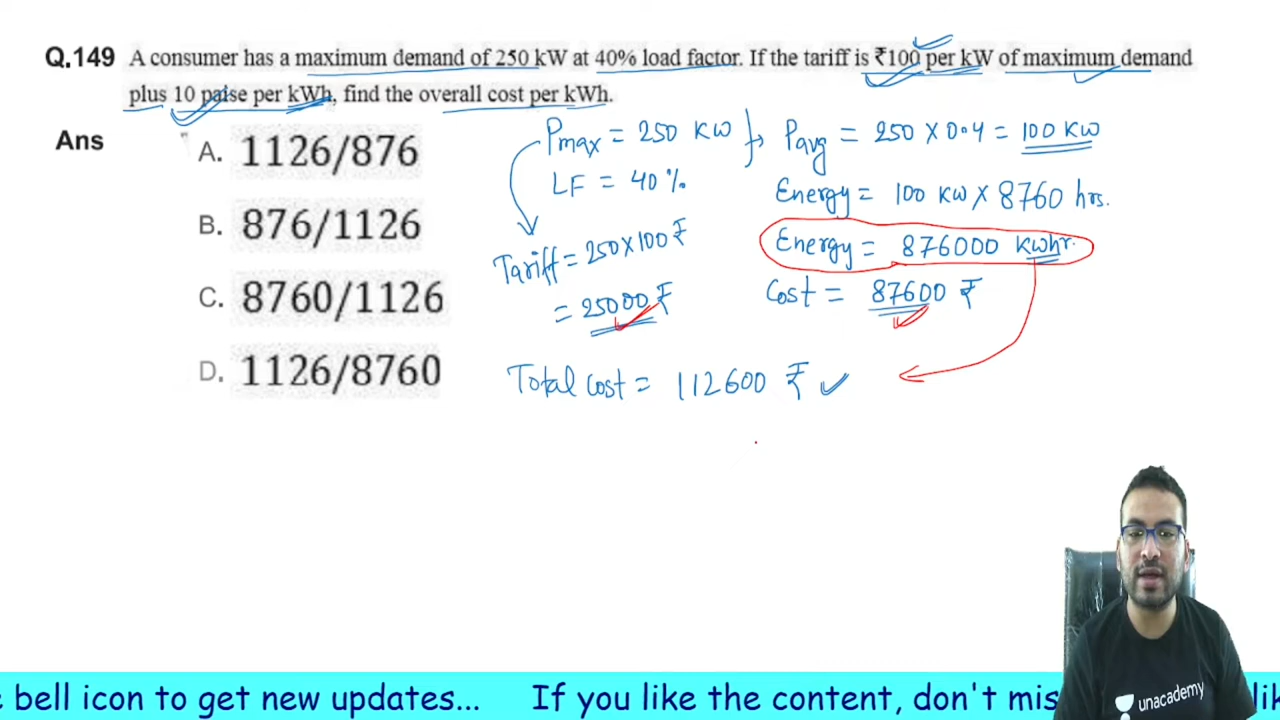 Q.149 A consumer has a maximum demand of 250 kW at 40% load factor. If the tariff is ₹100 per kW of maximum demand
plus 10 paise per kWh, find the overall cost per kWh.
Ans
A. 1126/876
B. 876/1126
C. 8760/1126
D. 1126/8760
Pmax = 250 KW
LF = 40%
Tariff = 250 X 100 ₹
= 25000 ₹
Pavg = 250 X 0.4 = 100 KW
Energy = 100 KW X 8760 hrs.
Energy = 876000 KWhr.
Cost = 87600 ₹
Total cost = 112600 ₹
unacademy
bell icon to get new updates... If you like the content, don't mis